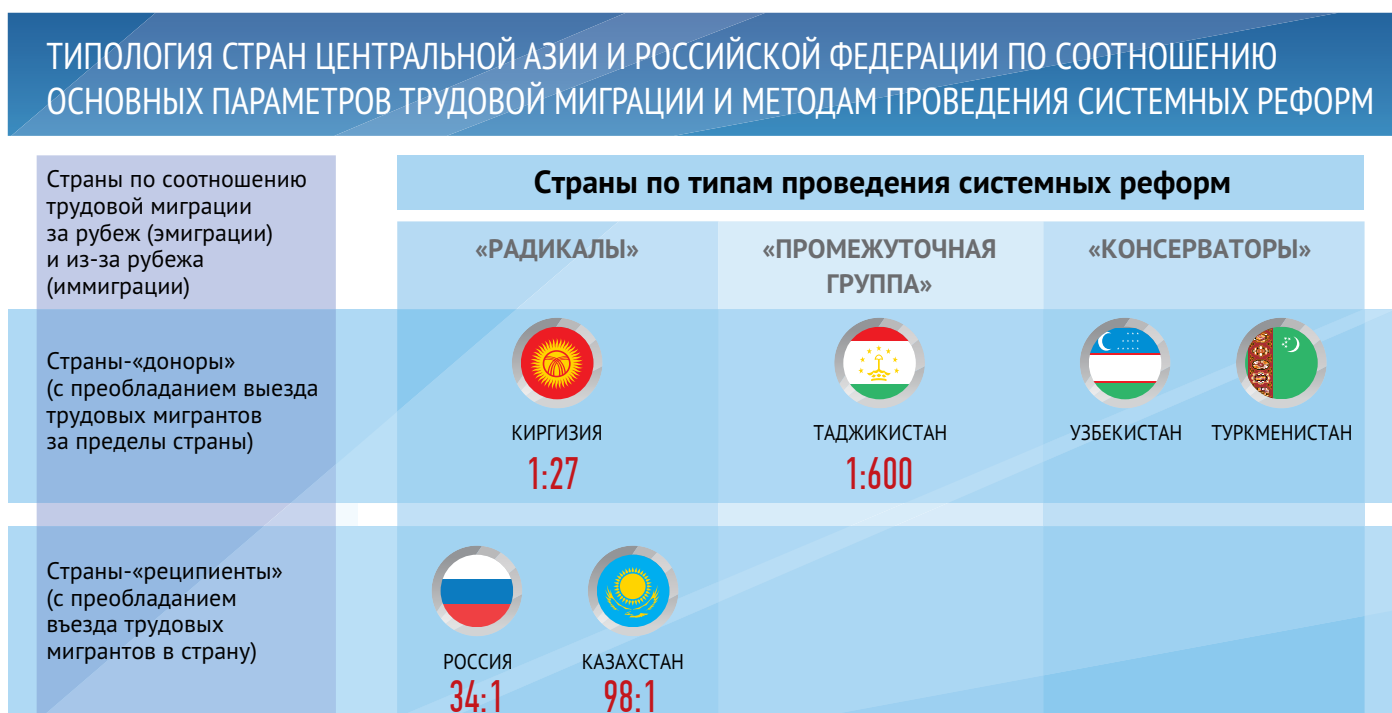 ТИПОЛОГИЯ СТРАН ЦЕНТРАЛЬНОЙ АЗИИ И РОССИЙСКОЙ ФЕДЕРАЦИИ ПО СООТНОШЕНИЮ
ОСНОВНЫХ ПАРАМЕТРОВ ТРУДОВОЙ МИГРАЦИИ И МЕТОДАМ ПРОВЕДЕНИЯ СИСТЕМНЫХ РЕФОРМ
Страны по соотношению
трудовой миграции
за рубеж (эмиграции)
и из-за рубежа
(иммиграции)
Страны по типам проведения системных реформ
«РАДИКАЛЫ»
«ПРОМЕЖУТОЧНАЯ
ГРУППА»
«КОНСЕРВАТОРЫ»
Страны-«доноры»
(с преобладанием выезда
трудовых мигрантов
за пределы страны)
КИРГИЗИЯ
1:27
ТАДЖИКИСТАН
1:600
УЗБЕКИСТАН
ТУРКМЕНИСТАН
Страны-«реципиенты»
(с преобладанием
въезда трудовых
мигрантов в страну)
РОССИЯ
34:1
КАЗАХСТАН
98:1